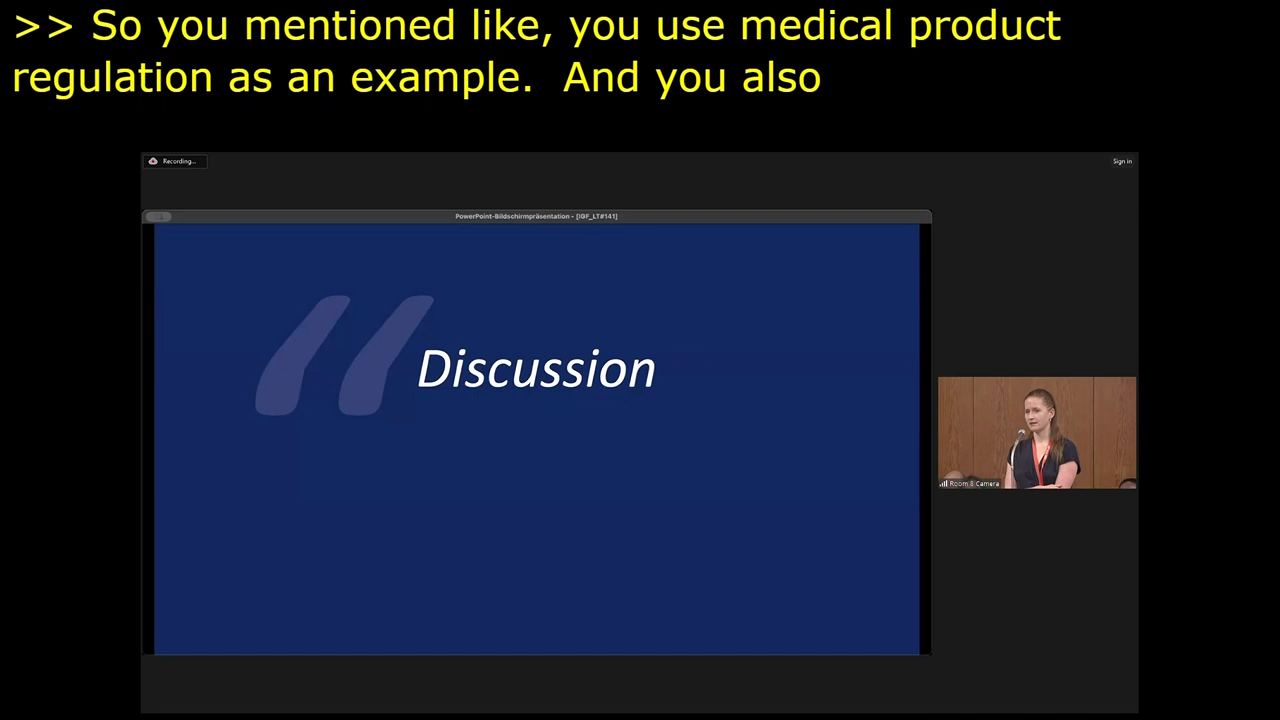 >> So you mentioned like, you use medical product
regulation as an example.  And you also
Recording...
Sign in
PowerPoint-Bildschirmpräsentation - [IGF_LT#141]
Discussion
Room 8 Camera